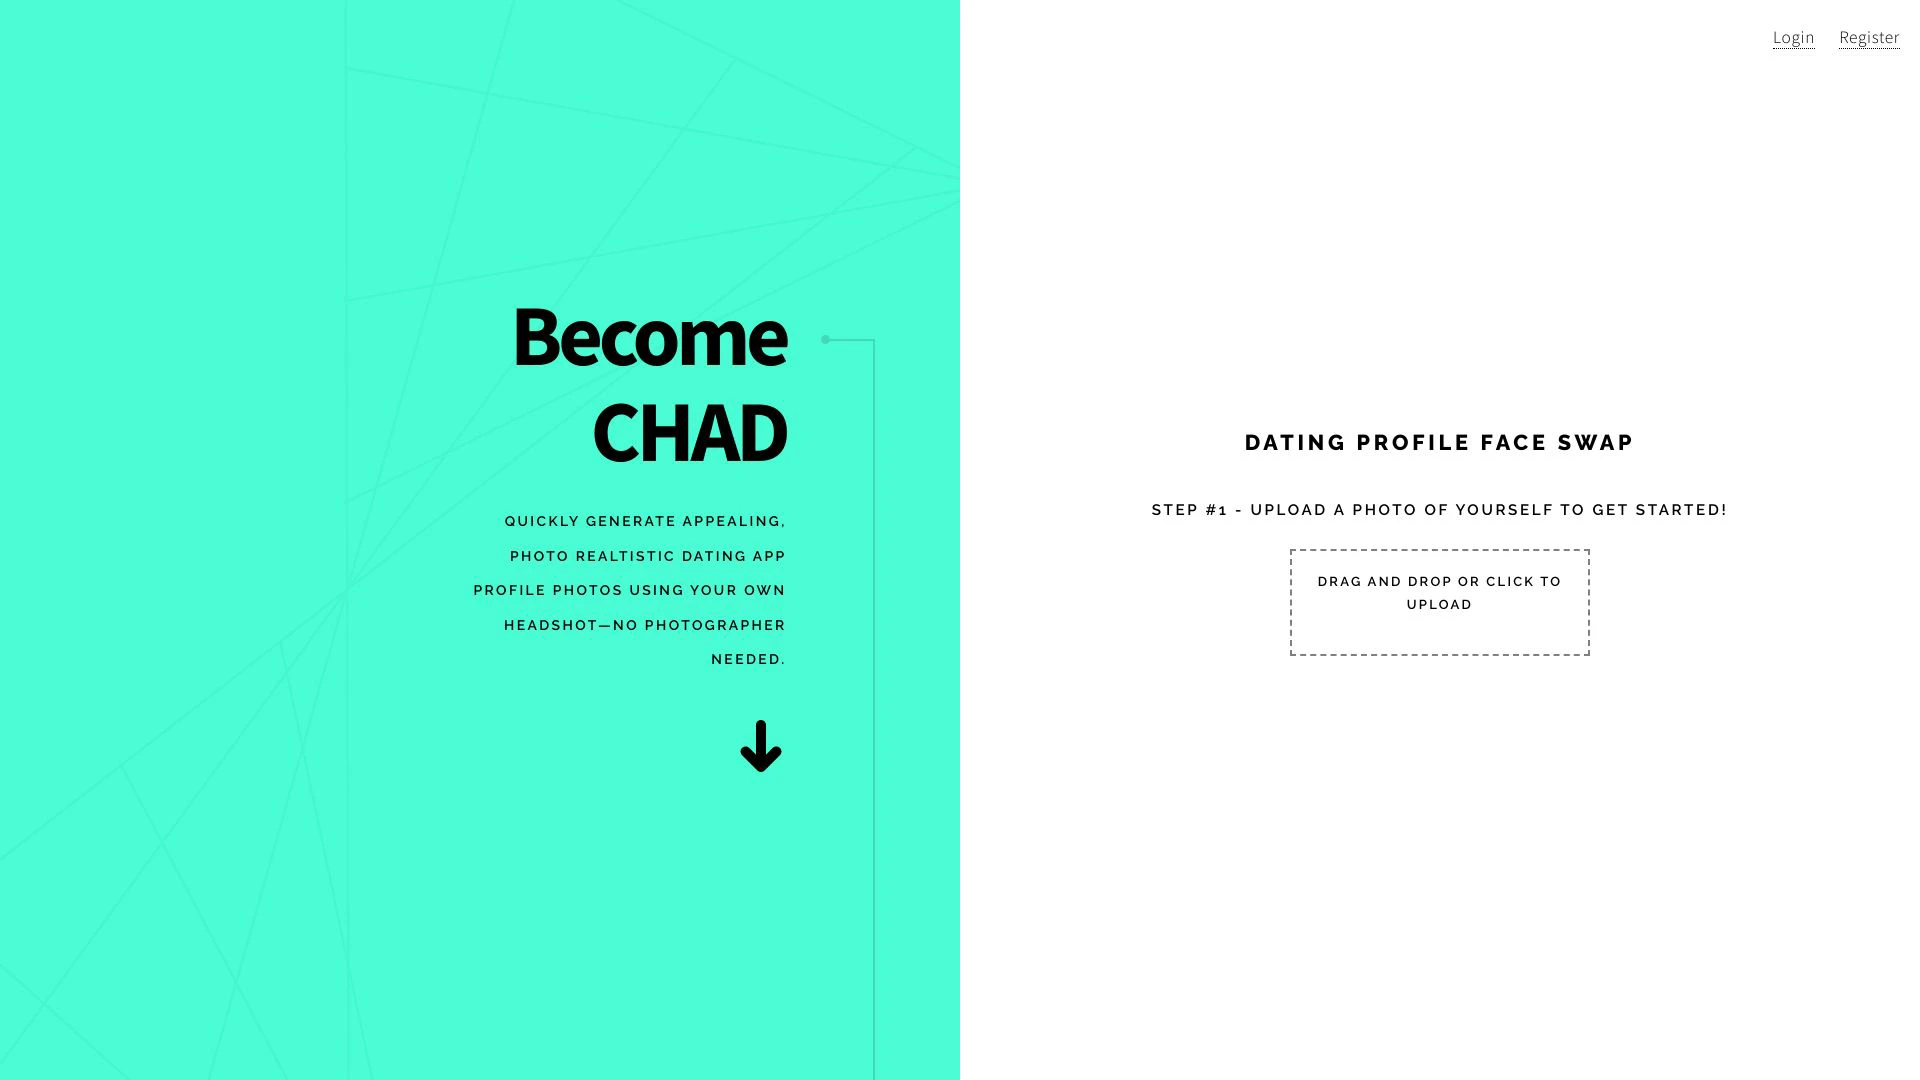 Login Register
Become
CHAD
QUICKLY GENERATE APPEALING,
PHOTO REALTISTIC DATING APP
PROFILE PHOTOS USING YOUR OWN
HEADSHOT—NO PHOTOGRAPHER
NEEDED.
DATING PROFILE FACE SWAP
STEP #1 - UPLOAD A PHOTO OF YOURSELF TO GET STARTED!
DRAG AND DROP OR CLICK TO
UPLOAD